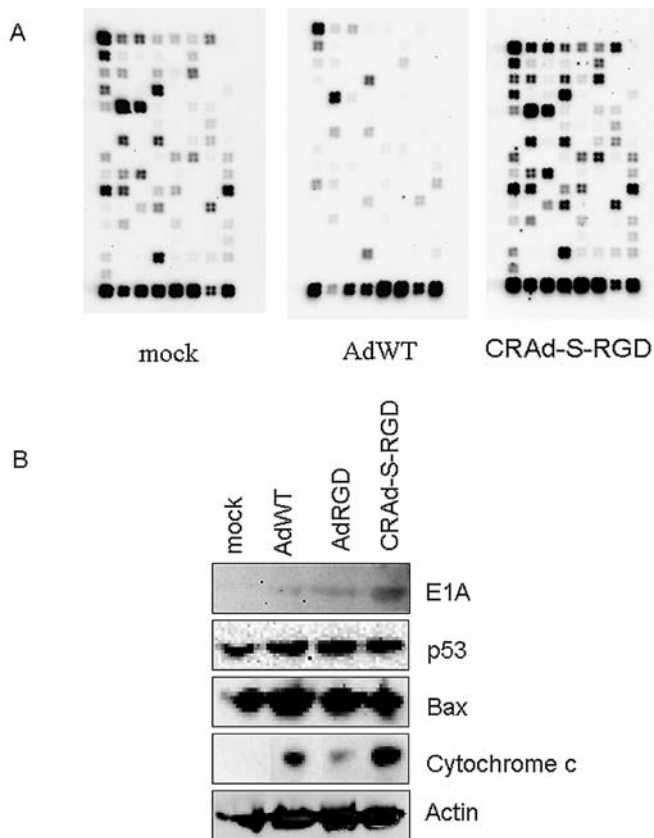 A
mock
AdWT
CRAd-S-RGD
B
mock
AdWT
AdRGD
CRAd-S-RGD
E1A
p53
Bax
Cytochrome c
Actin